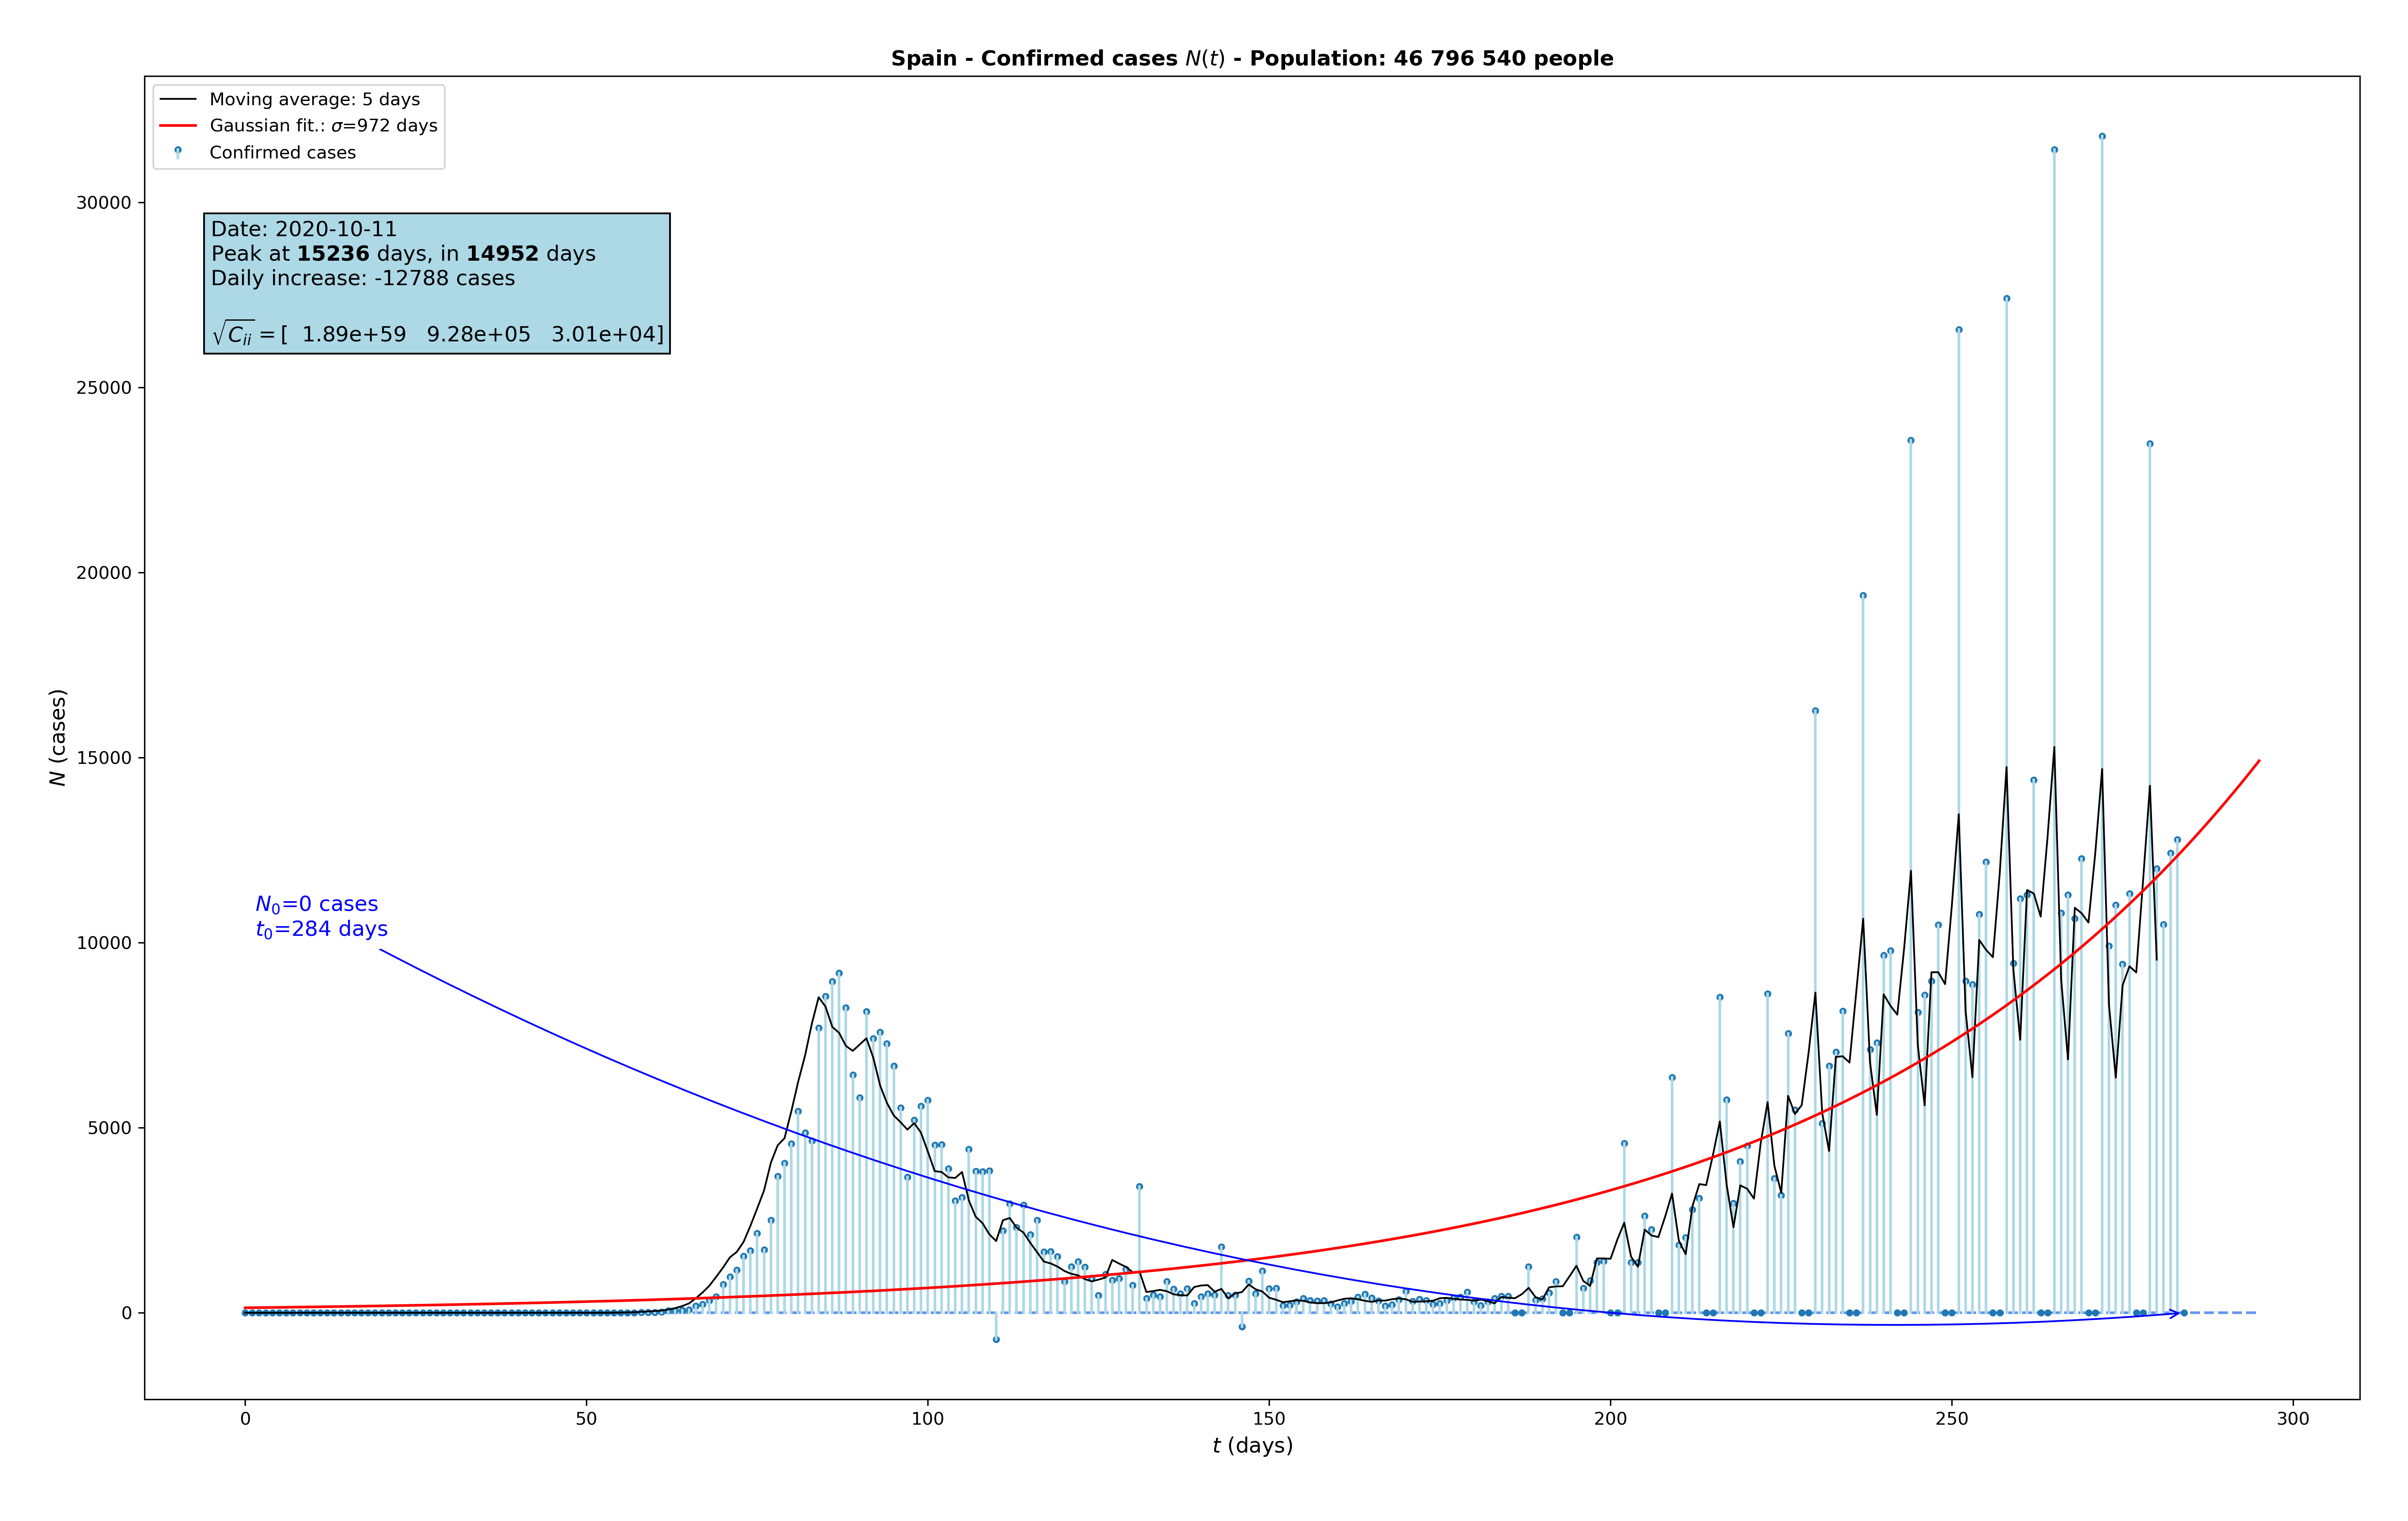 Spain - Confirmed cases N(t) - Population: 46 796 540 people
Moving average: 5 days
Gaussian fit.: σ=972 days
Confirmed cases
Date: 2020-10-11
Peak at 15236 days, in 14952 days
Daily increase: -12788 cases
√Cᵢᵢ = [ 1.89e+59 9.28e+05 3.01e+04]
N₀=0 cases
t₀=284 days
N (cases)
30000
25000
20000
15000
10000
5000
0
0 50 100 150 200 250 300
t (days)